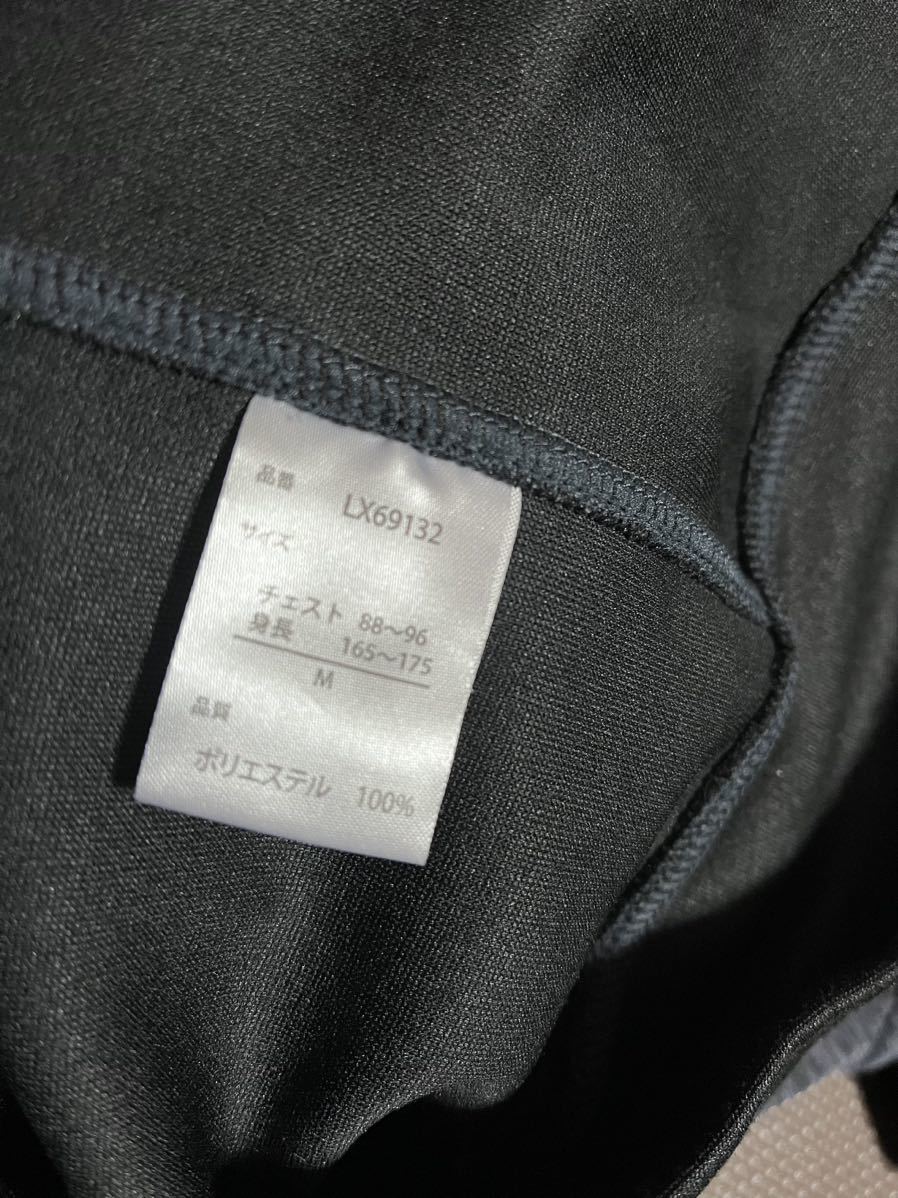 品番
LX69132
サイズ
チェスト 88〜96
身長 165〜175
M
品質
ポリエステル 100%